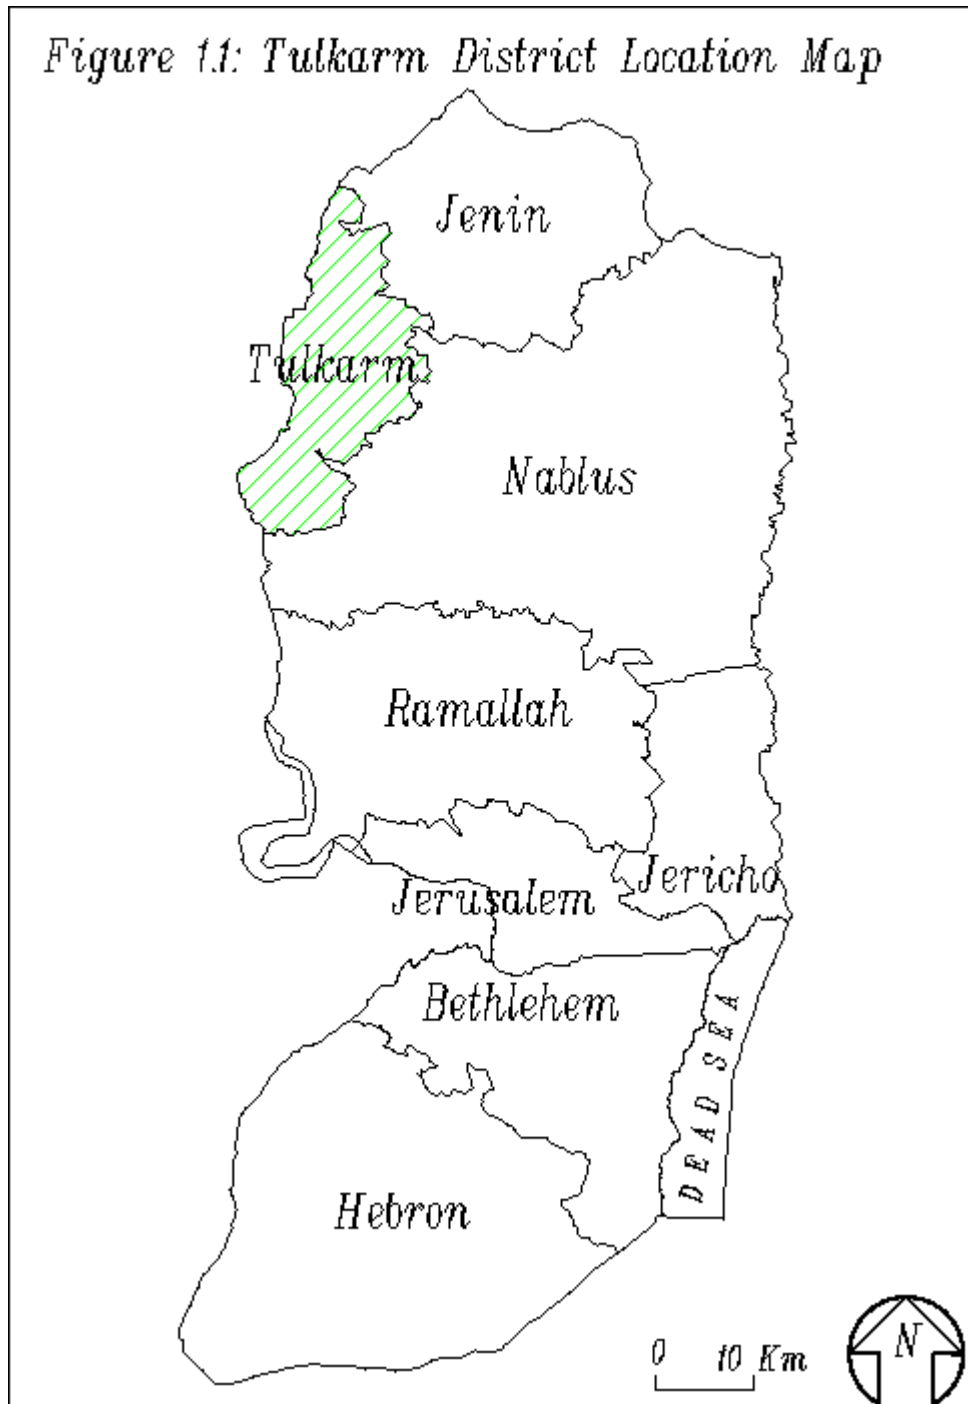 Figure 1.1: Tulkarm District Location Map
Jenin
Tulkarm
Nablus
Ramallah
Jericho
Jerusalem
Bethlehem
DEAD SEA
Hebron
0 10 Km
N